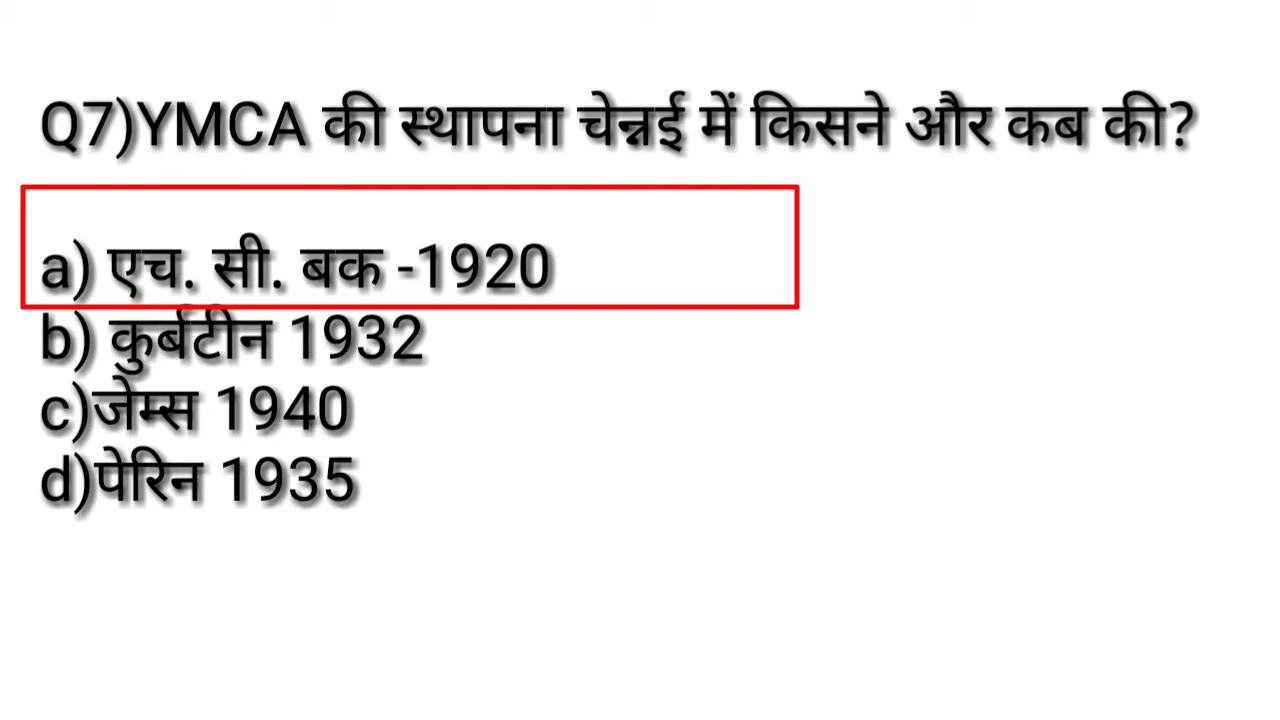 Q7)YMCA की स्थापना चेन्नई में किसने और कब की?
a) एच. सी. बक -1920
b) कुर्बटीन 1932
c)जेम्स 1940
d)पेरिन 1935